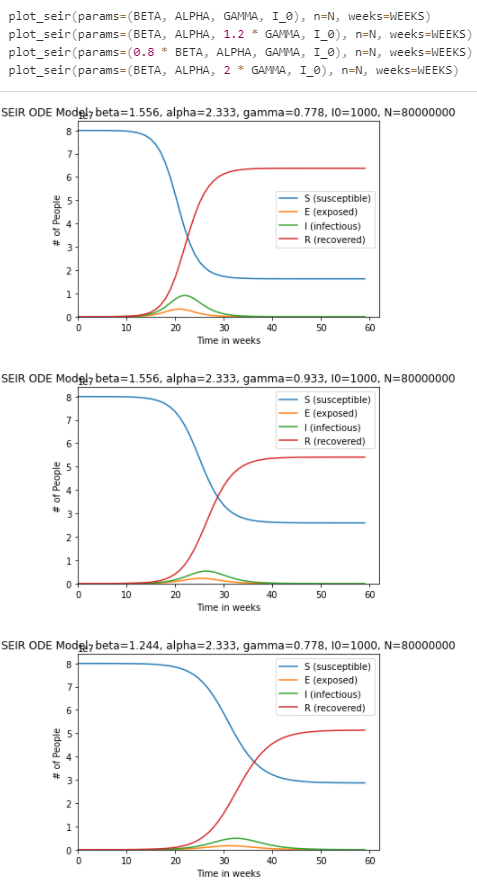 plot_seir(params=(BETA, ALPHA, GAMMA, I_0), n=N, weeks=WEEKS)
plot_seir(params=(BETA, ALPHA, 1.2 * GAMMA, I_0), n=N, weeks=WEEKS)
plot_seir(params=(0.8 * BETA, ALPHA, GAMMA, I_0), n=N, weeks=WEEKS)
plot_seir(params=(BETA, ALPHA, 2 * GAMMA, I_0), n=N, weeks=WEEKS)
SEIR ODE Model: beta=1.556, alpha=2.333, gamma=0.778, I0=1000, N=80000000
1e7
8
7
6
5
4
3
2
1
0
# of People
S (susceptible)
E (exposed)
I (infectious)
R (recovered)
0 10 20 30 40 50 60
Time in weeks
SEIR ODE Model: beta=1.556, alpha=2.333, gamma=0.933, I0=1000, N=80000000
1e7
8
7
6
5
4
3
2
1
0
# of People
S (susceptible)
E (exposed)
I (infectious)
R (recovered)
0 10 20 30 40 50 60
Time in weeks
SEIR ODE Model: beta=1.244, alpha=2.333, gamma=0.778, I0=1000, N=80000000
1e7
8
7
6
5
4
3
2
1
0
# of People
S (susceptible)
E (exposed)
I (infectious)
R (recovered)
0 10 20 30 40 50 60
Time in weeks